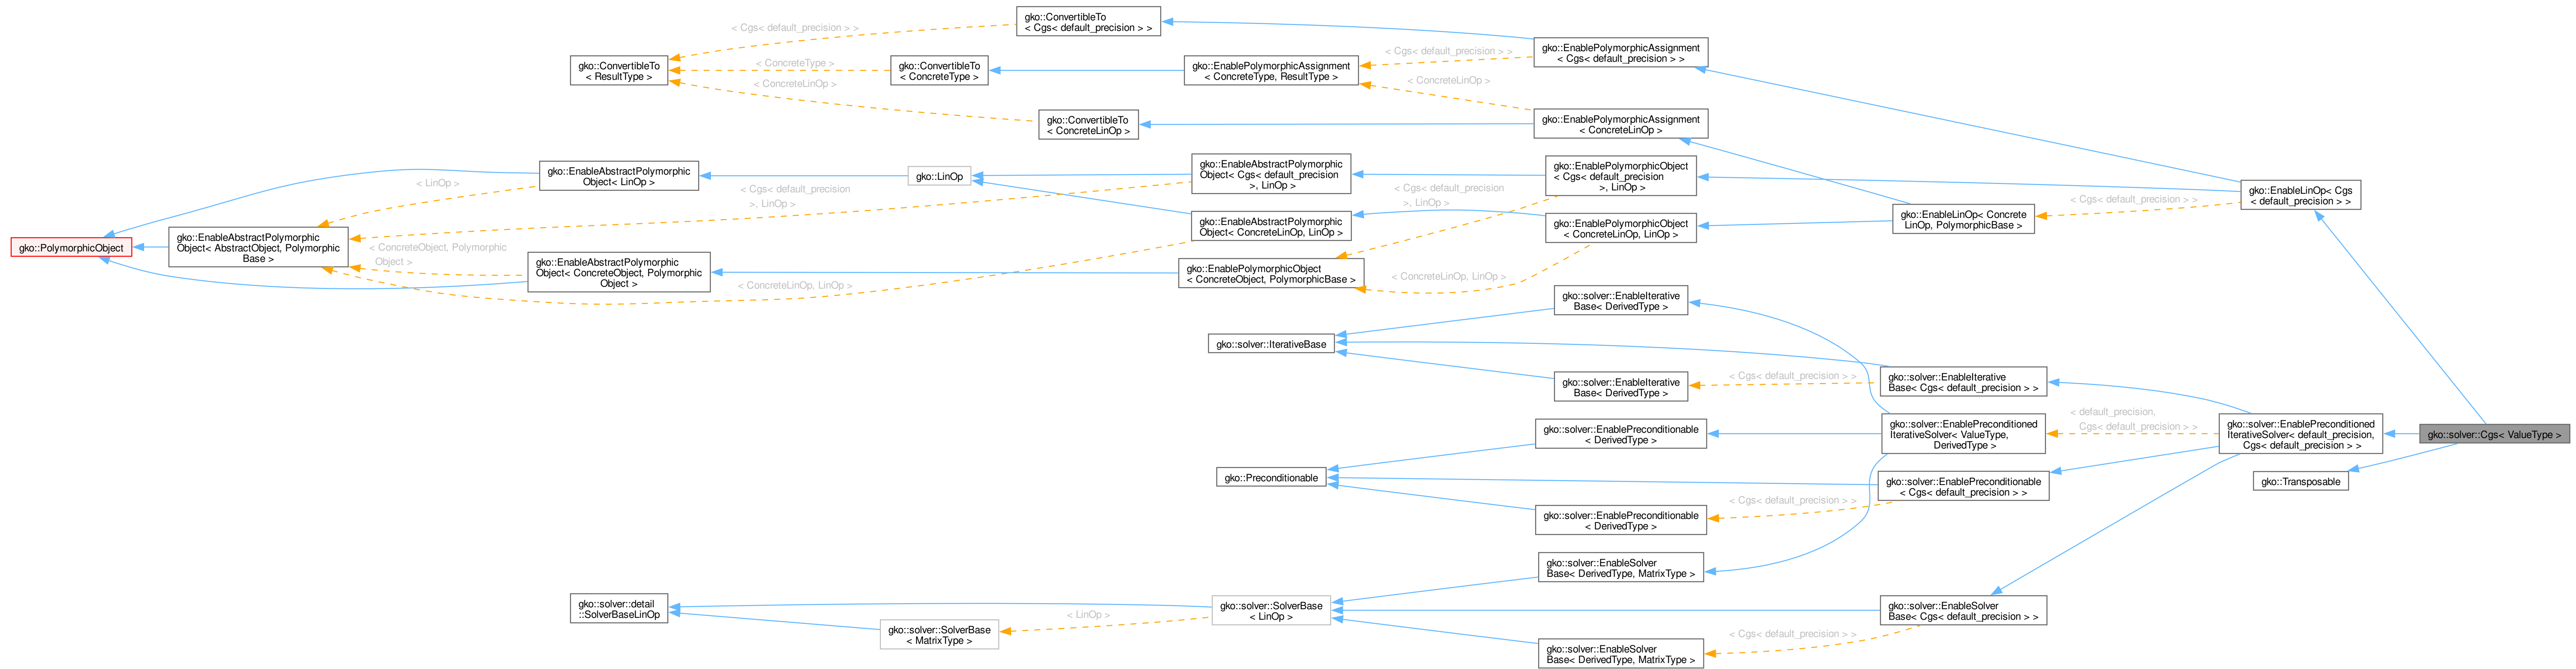 gko::ConvertibleTo
< Cgs< default_precision > >
< Cgs< default_precision > >
gko::EnablePolymorphicAssignment
< Cgs< default_precision > >
gko::ConvertibleTo
< ResultType >
< ConcreteType >
gko::ConvertibleTo
< ConcreteType >
gko::EnablePolymorphicAssignment
< ConcreteType, ResultType >
< Cgs< default_precision > >
< ConcreteLinOp >
< ConcreteLinOp >
gko::ConvertibleTo
< ConcreteLinOp >
gko::EnablePolymorphicAssignment
< ConcreteLinOp >
gko::EnableAbstractPolymorphic
Object< LinOp >
gko::LinOp
gko::EnableAbstractPolymorphic
Object< Cgs< default_precision
>, LinOp >
gko::EnablePolymorphicObject
< Cgs< default_precision
>, LinOp >
< LinOp >
< Cgs< default_precision
>, LinOp >
< Cgs< default_precision
>, LinOp >
gko::EnableLinOp< Cgs
< default_precision > >
< Cgs< default_precision > >
gko::EnableLinOp< Concrete
LinOp, PolymorphicBase >
gko::EnableAbstractPolymorphic
Object< ConcreteLinOp, LinOp >
gko::EnablePolymorphicObject
< ConcreteLinOp, LinOp >
gko::PolymorphicObject
gko::EnableAbstractPolymorphic
Object< AbstractObject, Polymorphic
Base >
< ConcreteObject, Polymorphic
Object >
gko::EnableAbstractPolymorphic
Object< ConcreteObject, Polymorphic
Object >
gko::EnablePolymorphicObject
< ConcreteObject, PolymorphicBase >
< ConcreteLinOp, LinOp >
< ConcreteLinOp, LinOp >
gko::solver::EnableIterative
Base< DerivedType >
gko::solver::IterativeBase
gko::solver::EnableIterative
Base< DerivedType >
< Cgs< default_precision > >
gko::solver::EnableIterative
Base< Cgs< default_precision > >
gko::solver::EnablePreconditionable
< DerivedType >
gko::solver::EnablePreconditioned
IterativeSolver< ValueType,
DerivedType >
< default_precision,
Cgs< default_precision > >
gko::solver::EnablePreconditioned
IterativeSolver< default_precision,
Cgs< default_precision > >
gko::solver::Cgs< ValueType >
gko::Preconditionable
gko::solver::EnablePreconditionable
< Cgs< default_precision > >
gko::Transposable
< Cgs< default_precision > >
gko::solver::EnablePreconditionable
< DerivedType >
gko::solver::EnableSolver
Base< DerivedType, MatrixType >
gko::solver::detail
::SolverBaseLinOp
gko::solver::SolverBase
< LinOp >
gko::solver::EnableSolver
Base< Cgs< default_precision > >
< LinOp >
gko::solver::SolverBase
< MatrixType >
< Cgs< default_precision > >
gko::solver::EnableSolver
Base< DerivedType, MatrixType >